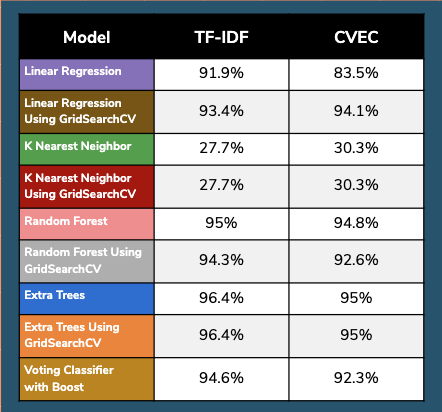 Model TF-IDF CVEC
Linear Regression 91.9% 83.5%
Linear Regression
Using GridSearchCV 93.4% 94.1%
K Nearest Neighbor 27.7% 30.3%
K Nearest Neighbor
Using GridSearchCV 27.7% 30.3%
Random Forest 95% 94.8%
Random Forest Using
GridSearchCV 94.3% 92.6%
Extra Trees 96.4% 95%
Extra Trees Using
GridSearchCV 96.4% 95%
Voting Classifier
with Boost 94.6% 92.3%